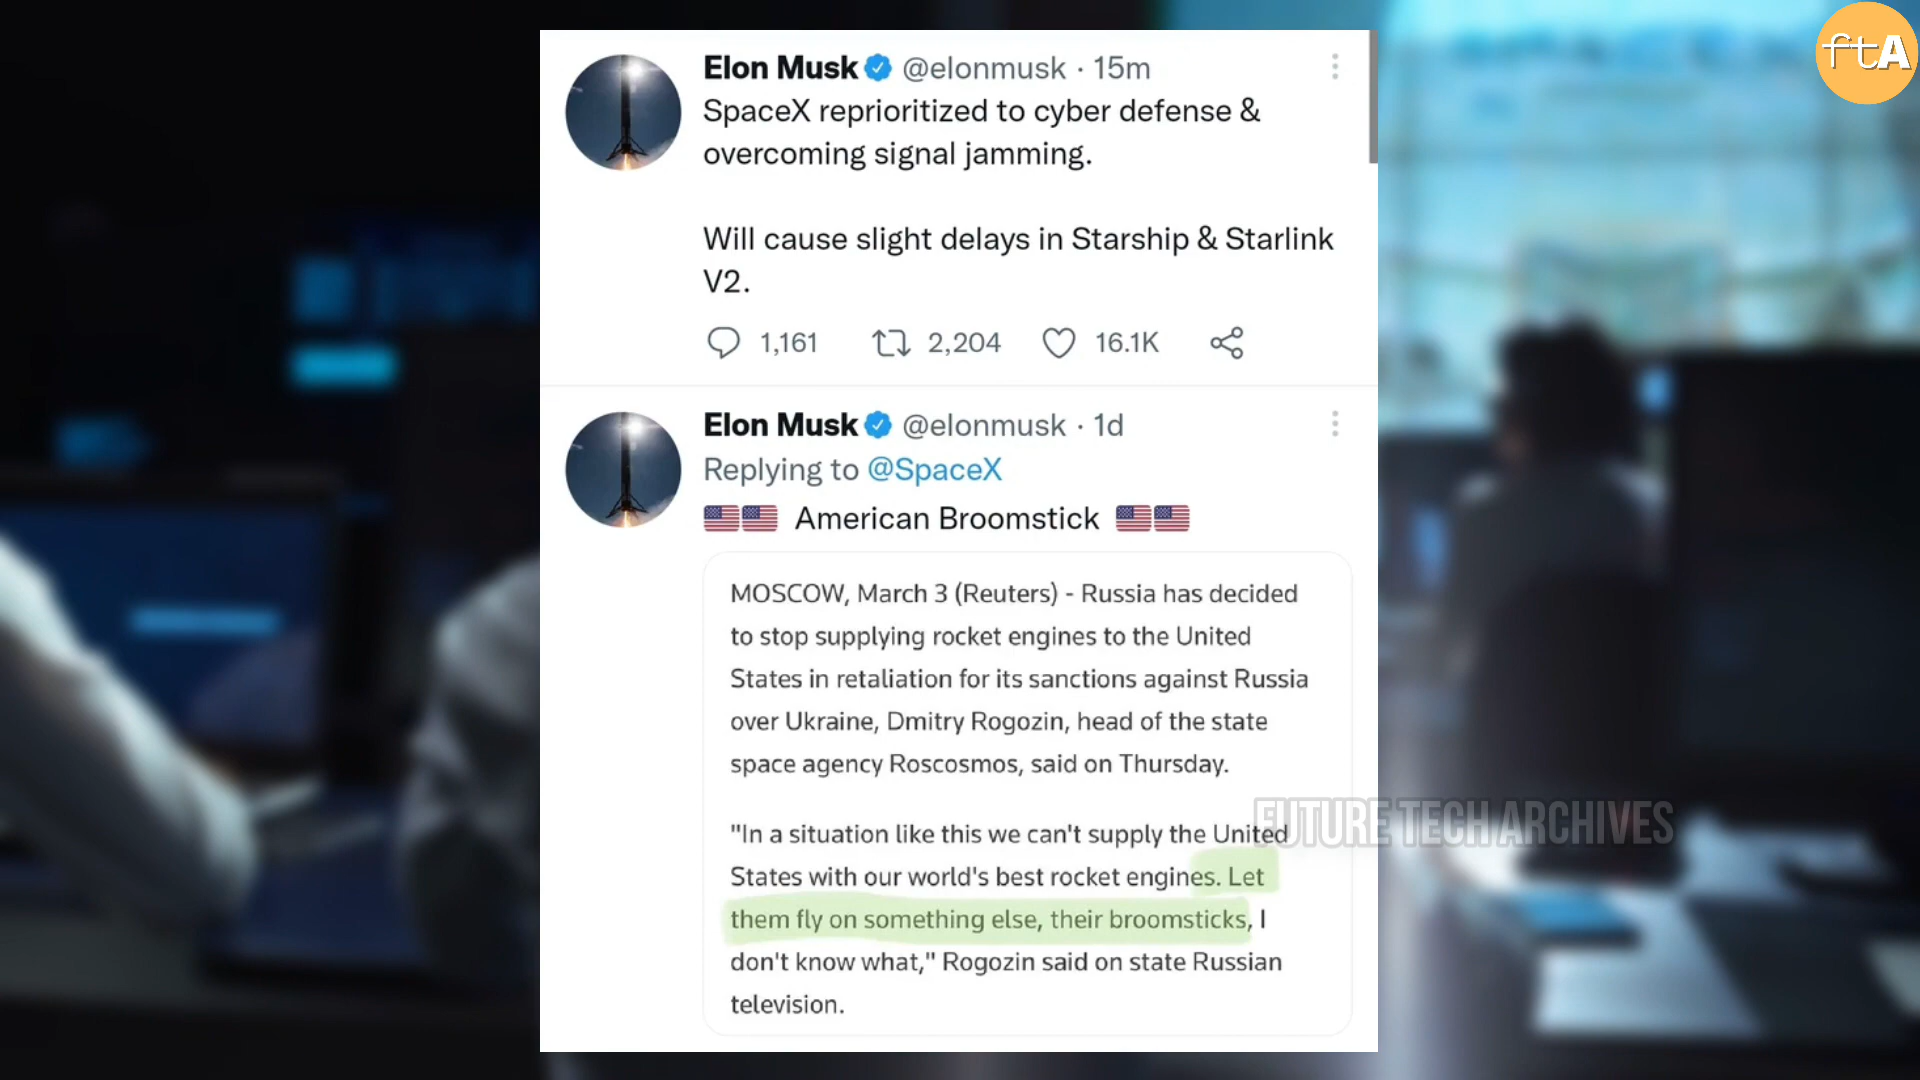 ftA
Elon Musk @elonmusk · 15m
SpaceX reprioritized to cyber defense &
overcoming signal jamming.
Will cause slight delays in Starship & Starlink
V2.
1,161 2,204 16.1K
Elon Musk @elonmusk · 1d
Replying to @SpaceX
🇺🇸🇺🇸 American Broomstick 🇺🇸🇺🇸
MOSCOW, March 3 (Reuters) - Russia has decided
to stop supplying rocket engines to the United
States in retaliation for its sanctions against Russia
over Ukraine, Dmitry Rogozin, head of the state
space agency Roscosmos, said on Thursday.
"In a situation like this we can't supply the United
States with our world's best rocket engines. Let
them fly on something else, their broomsticks, I
don't know what," Rogozin said on state Russian
television.
FUTURE TECH ARCHIVES